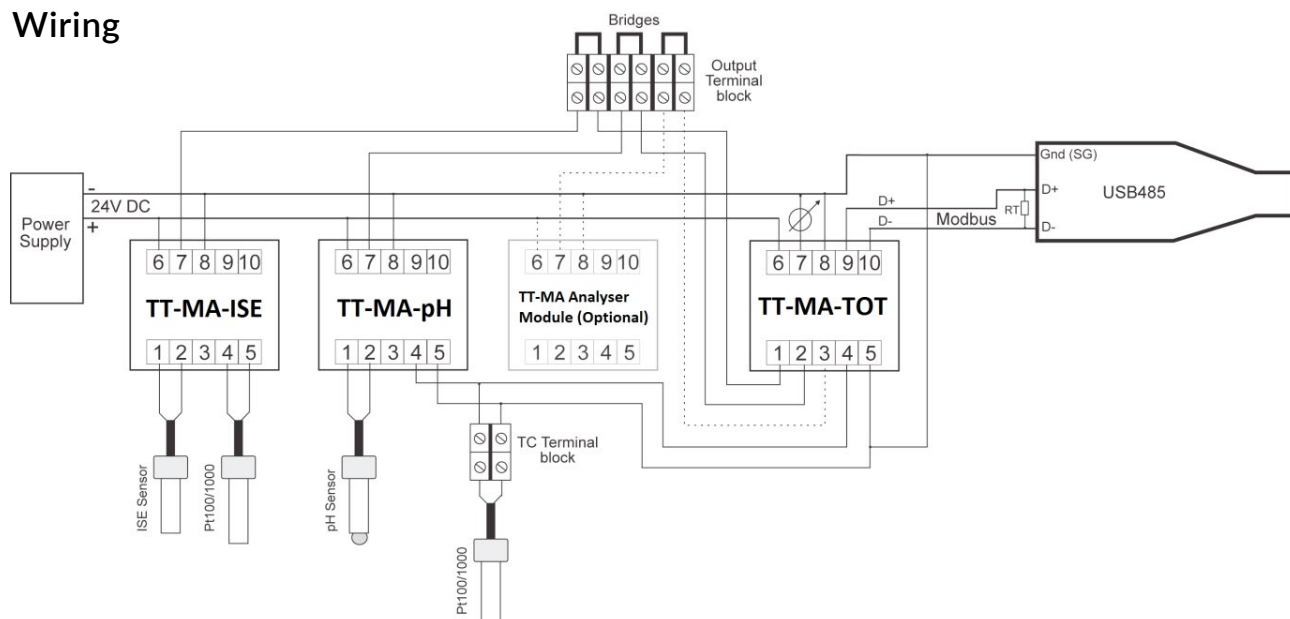 Wiring
Bridges
Output
Terminal
block
Gnd (SG)
D+
USB485
RT
D-
D+
D-
Modbus
Power
Supply
-
24V DC
+
6 7 8 9 10
TT-MA-ISE
1 2 3 4 5
6 7 8 9 10
TT-MA-pH
1 2 3 4 5
6 7 8 9 10
TT-MA Analyser
Module (Optional)
1 2 3 4 5
6 7 8 9 10
TT-MA-TOT
1 2 3 4 5
TC Terminal
block
ISE Sensor
Pt100/1000
pH Sensor
Pt100/1000